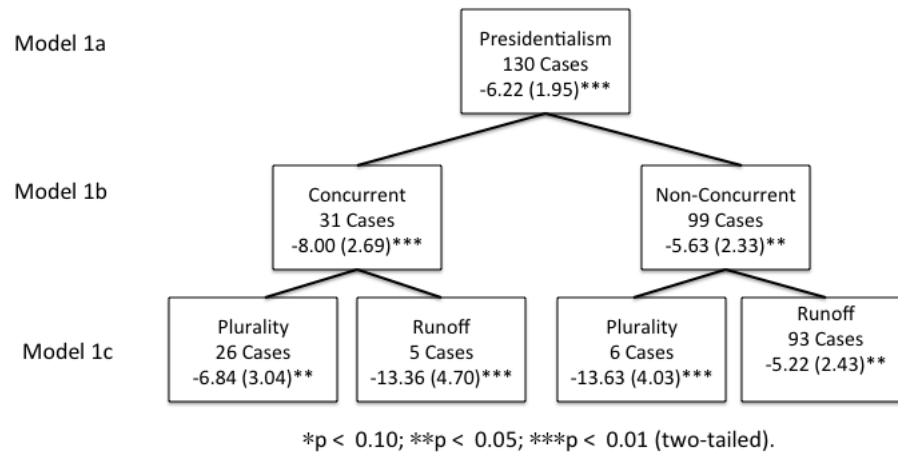 Model 1a
Presidentialism
130 Cases
-6.22 (1.95)***
Model 1b
Concurrent
31 Cases
-8.00 (2.69)***
Non-Concurrent
99 Cases
-5.63 (2.33)**
Model 1c
Plurality
26 Cases
-6.84 (3.04)**
Runoff
5 Cases
-13.36 (4.70)***
Plurality
6 Cases
-13.63 (4.03)***
Runoff
93 Cases
-5.22 (2.43)**
*p < 0.10; **p < 0.05; ***p < 0.01 (two-tailed).